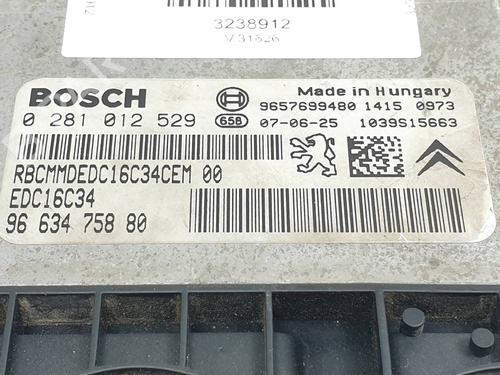 3238912
V31826
BOSCH
Made in Hungary
9657699480 1415 0973
0 281 012 529
658
07-06-25
1039S15663
RBCMMDEDC16C34CEM 00
EDC16C34
96 634 758 80